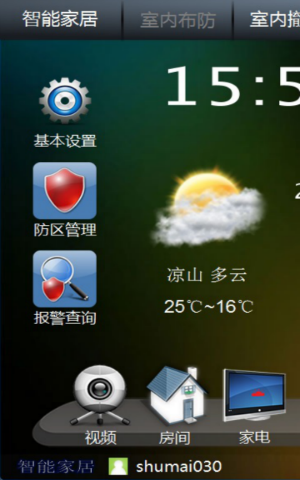 智能家居 室内布防 室内撤
15:5
基本设置
防区管理
凉山 多云
报警查询
25℃~16℃
视频 房间 家电
智能家居 shumai030